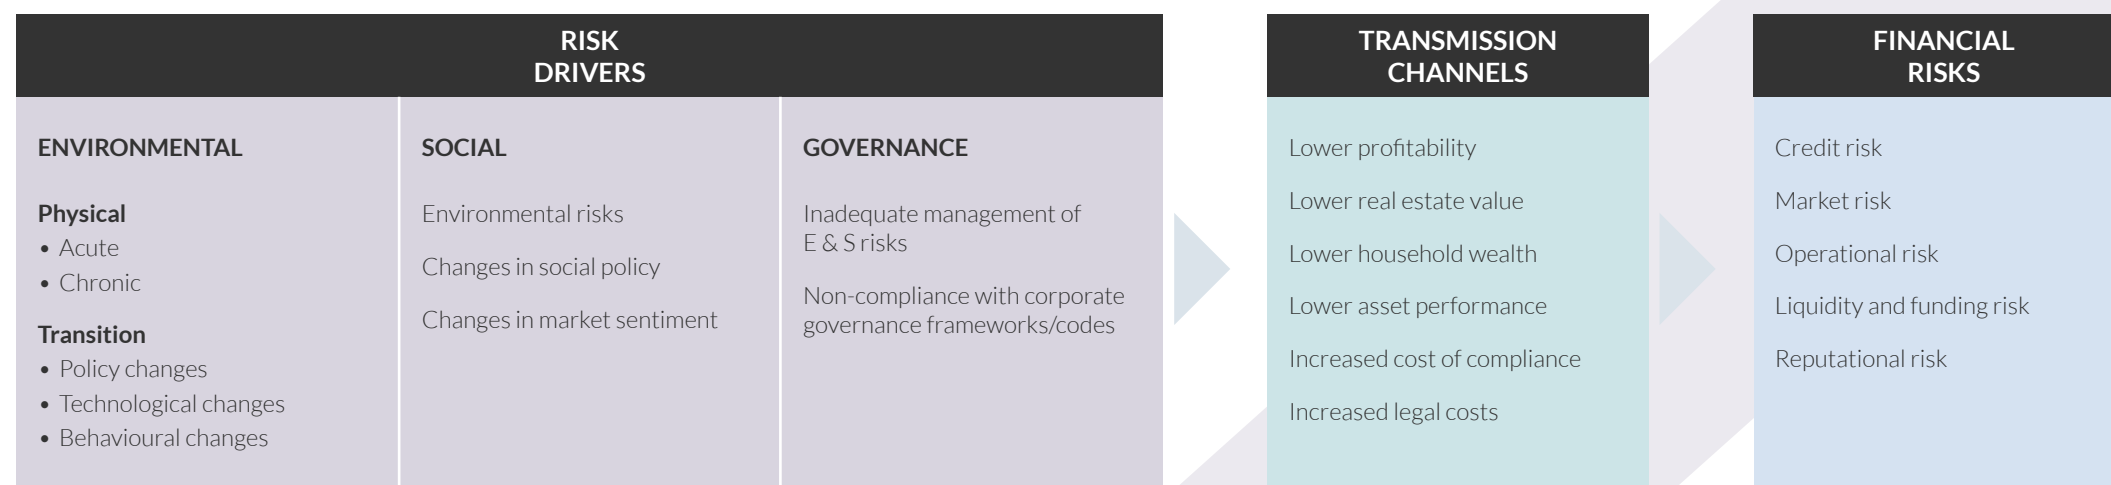 RISK
DRIVERS
ENVIRONMENTAL
Physical
• Acute
• Chronic
Transition
• Policy changes
• Technological changes
• Behavioural changes
SOCIAL
Environmental risks
Changes in social policy
Changes in market sentiment
GOVERNANCE
Inadequate management of
E & S risks
Non-compliance with corporate
governance frameworks/codes
TRANSMISSION
CHANNELS
Lower profitability
Lower real estate value
Lower household wealth
Lower asset performance
Increased cost of compliance
Increased legal costs
FINANCIAL
RISKS
Credit risk
Market risk
Operational risk
Liquidity and funding risk
Reputational risk